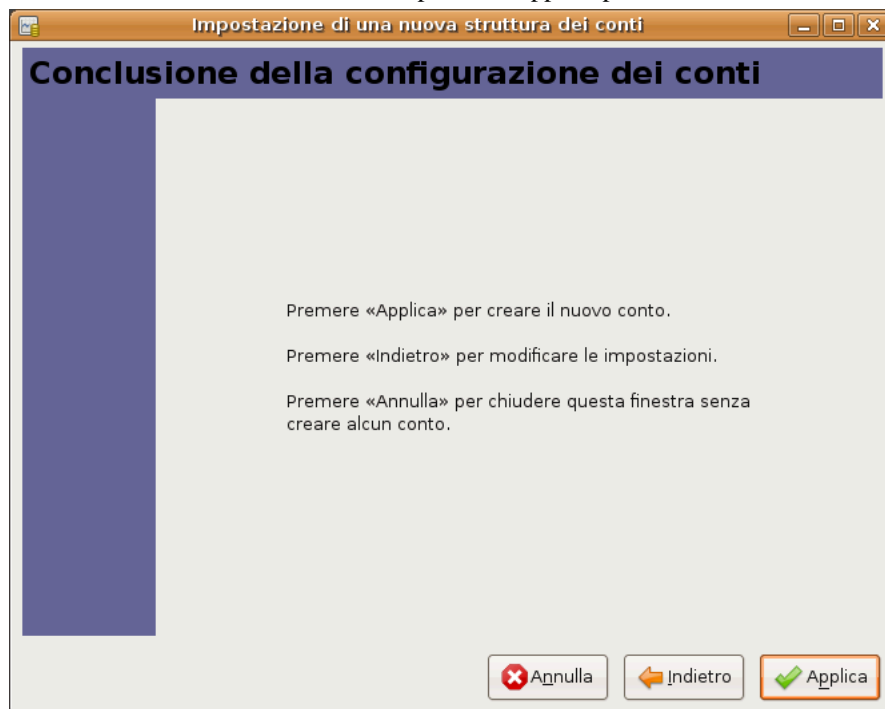 Impostazione di una nuova struttura dei conti
Conclusione della configurazione dei conti
Premere «Applica» per creare il nuovo conto.
Premere «Indietro» per modificare le impostazioni.
Premere «Annulla» per chiudere questa finestra senza
creare alcun conto.
Annulla Indietro Applica